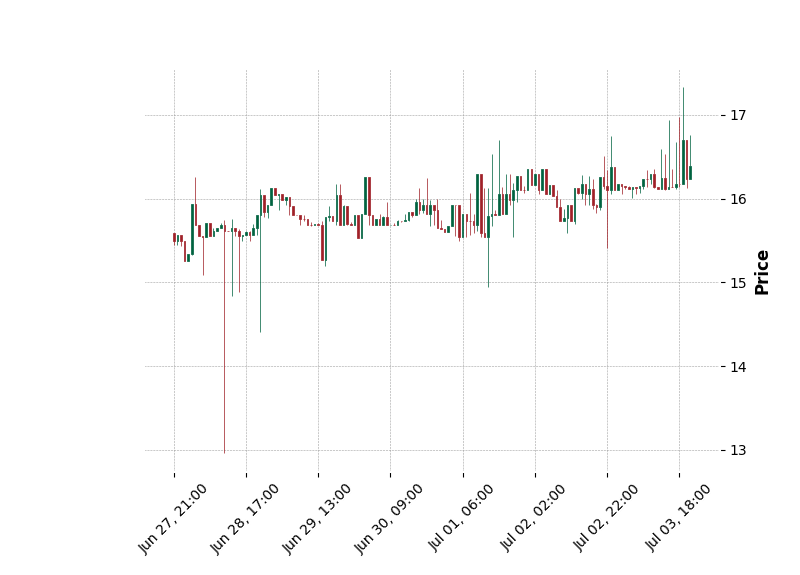 17
16
15
14
13
Price
Jun 27, 21:00
Jun 28, 17:00
Jun 29, 13:00
Jun 30, 09:00
Jul 01, 06:00
Jul 02, 02:00
Jul 02, 22:00
Jul 03, 18:00